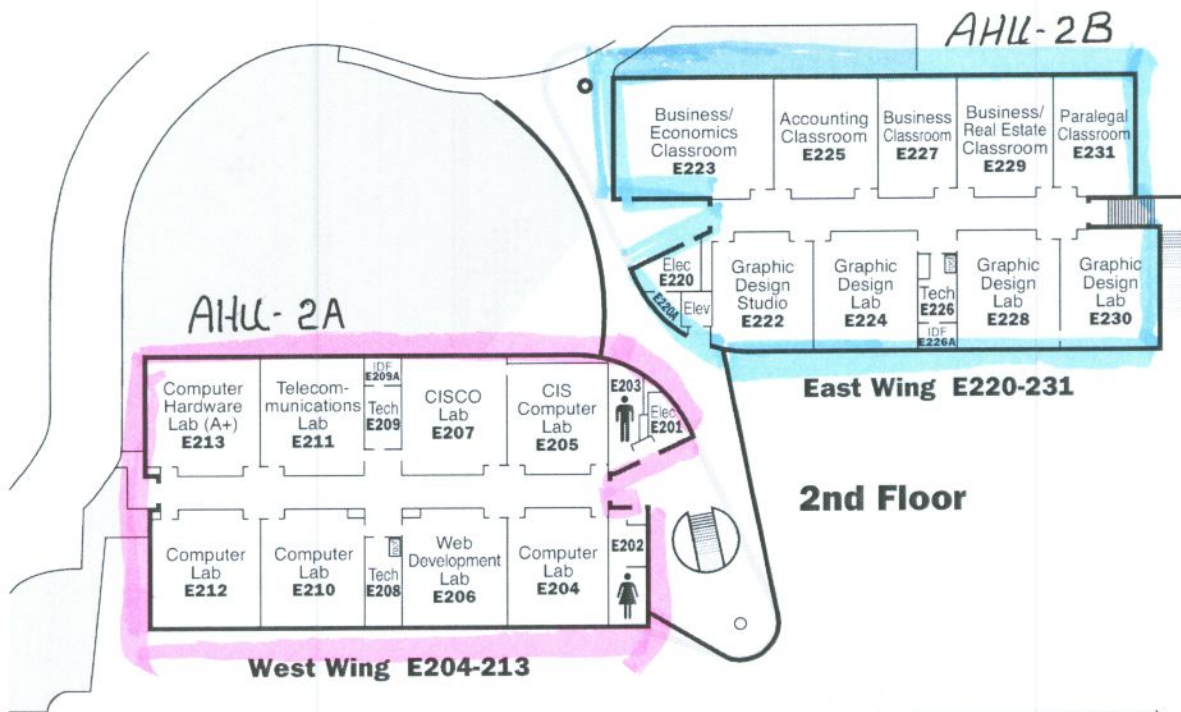 AHU-2B
Business/
Economics
Classroom
E223
Accounting
Classroom
E225
Business
Classroom
E227
Business/
Real Estate
Classroom
E229
Paralegal
Classroom
E231
Elec
E220
E220A
Elev
Graphic
Design
Studio
E222
Graphic
Design
Lab
E224
Tech
E226
IDF
E226A
Graphic
Design
Lab
E228
Graphic
Design
Lab
E230
East Wing E220-231
AHU-2A
Computer
Hardware
Lab (A+)
E213
Telecom-
munications
Lab
E211
IDF
E209A
Tech
E209
CISCO
Lab
E207
CIS
Computer
Lab
E205
E203
Elec
E201
2nd Floor
Computer
Lab
E212
Computer
Lab
E210
Tech
E208
Web
Development
Lab
E206
Computer
Lab
E204
E202
West Wing E204-213